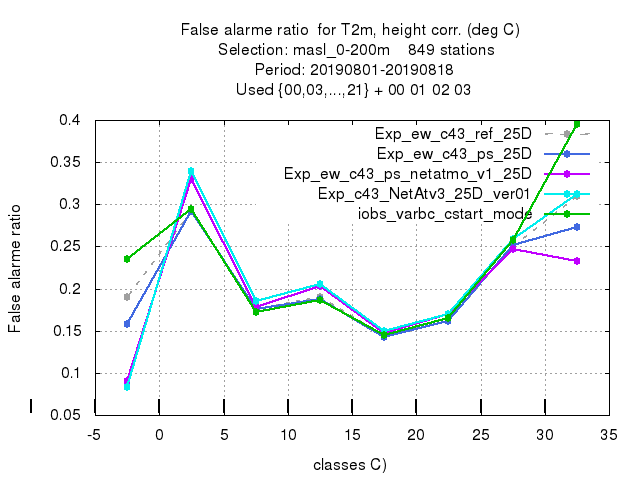 False alarme ratio  for T2m, height corr. (deg C)
Selection: masl_0-200m    849 stations
Period: 20190801-20190818
Used {00,03,...,21} + 00 01 02 03
0.4
0.35
0.3
0.25
0.2
0.15
0.1
0.05
False alarme ratio
Exp_ew_c43_ref_25D
Exp_ew_c43_ps_25D
Exp_ew_c43_ps_netatmo_v1_25D
Exp_c43_NetAtv3_25D_ver01
iobs_varbc_cstart_mode
-5 0 5 10 15 20 25 30 35
classes C)